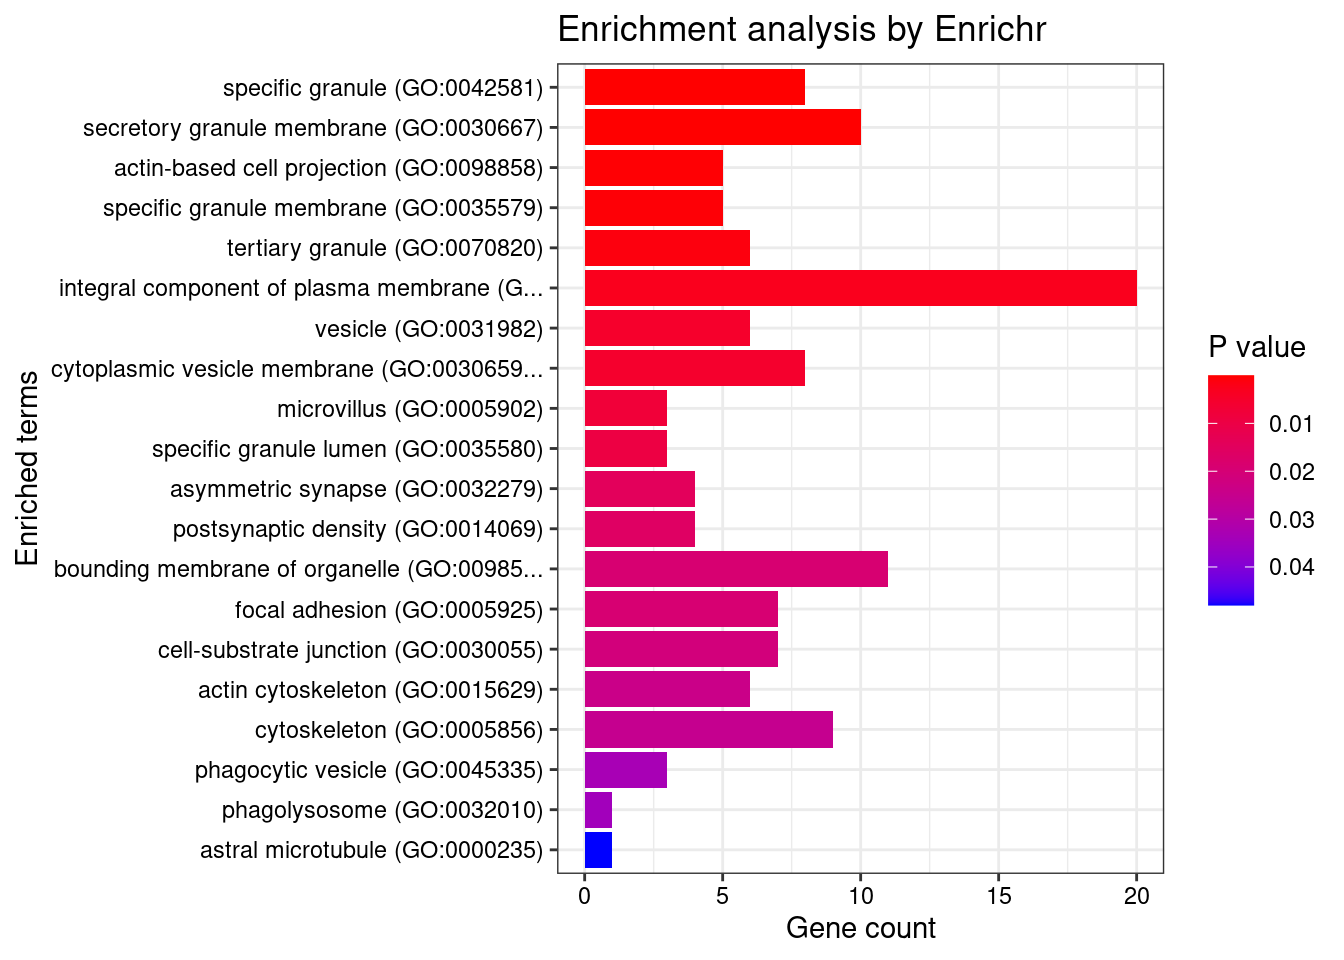 Enrichment analysis by Enrichr
specific granule (GO:0042581)
secretory granule membrane (GO:0030667)
actin-based cell projection (GO:0098858)
specific granule membrane (GO:0035579)
tertiary granule (GO:0070820)
integral component of plasma membrane (G...
vesicle (GO:0031982)
cytoplasmic vesicle membrane (GO:0030659...
microvillus (GO:0005902)
specific granule lumen (GO:0035580)
asymmetric synapse (GO:0032279)
postsynaptic density (GO:0014069)
bounding membrane of organelle (GO:00985...
focal adhesion (GO:0005925)
cell-substrate junction (GO:0030055)
actin cytoskeleton (GO:0015629)
cytoskeleton (GO:0005856)
phagocytic vesicle (GO:0045335)
phagolysosome (GO:0032010)
astral microtubule (GO:0000235)
Enriched terms
0 5 10 15 20
Gene count
P value
0.01
0.02
0.03
0.04